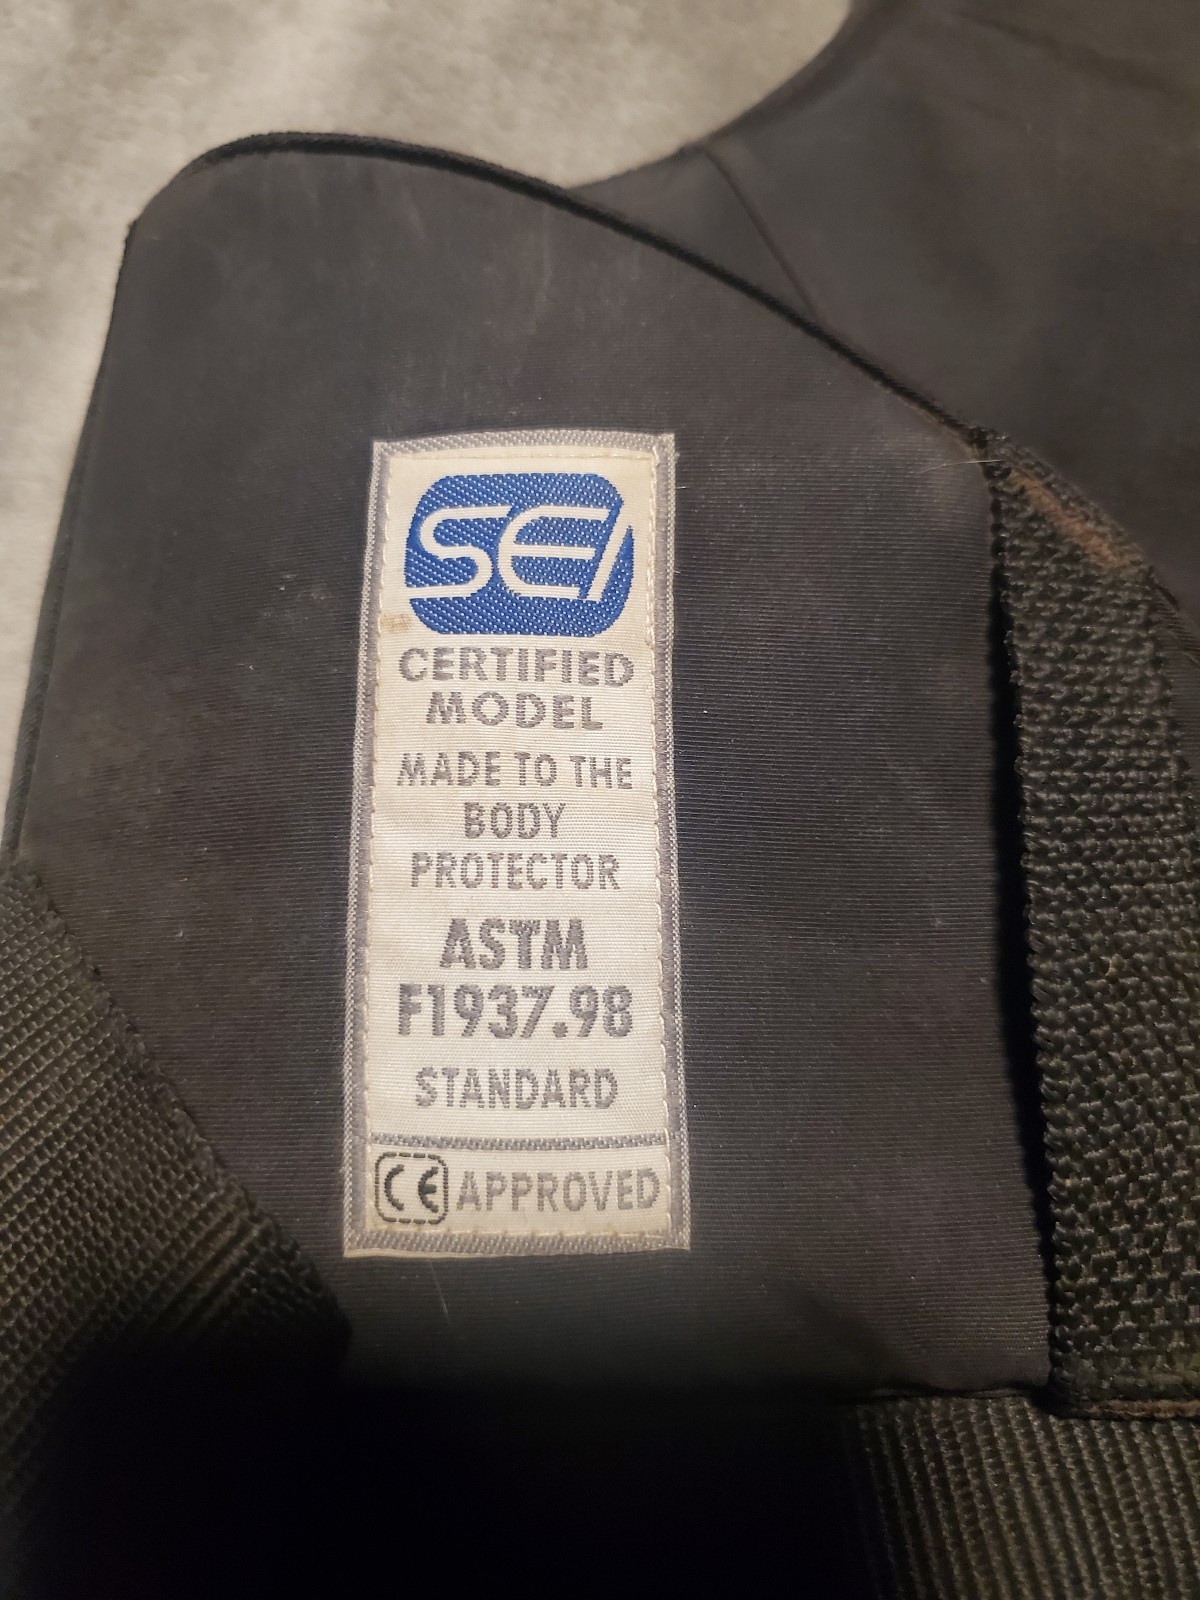 SEI
CERTIFIED
MODEL
MADE TO THE
BODY
PROTECTOR
ASTM
F1937.98
STANDARD
CE APPROVED